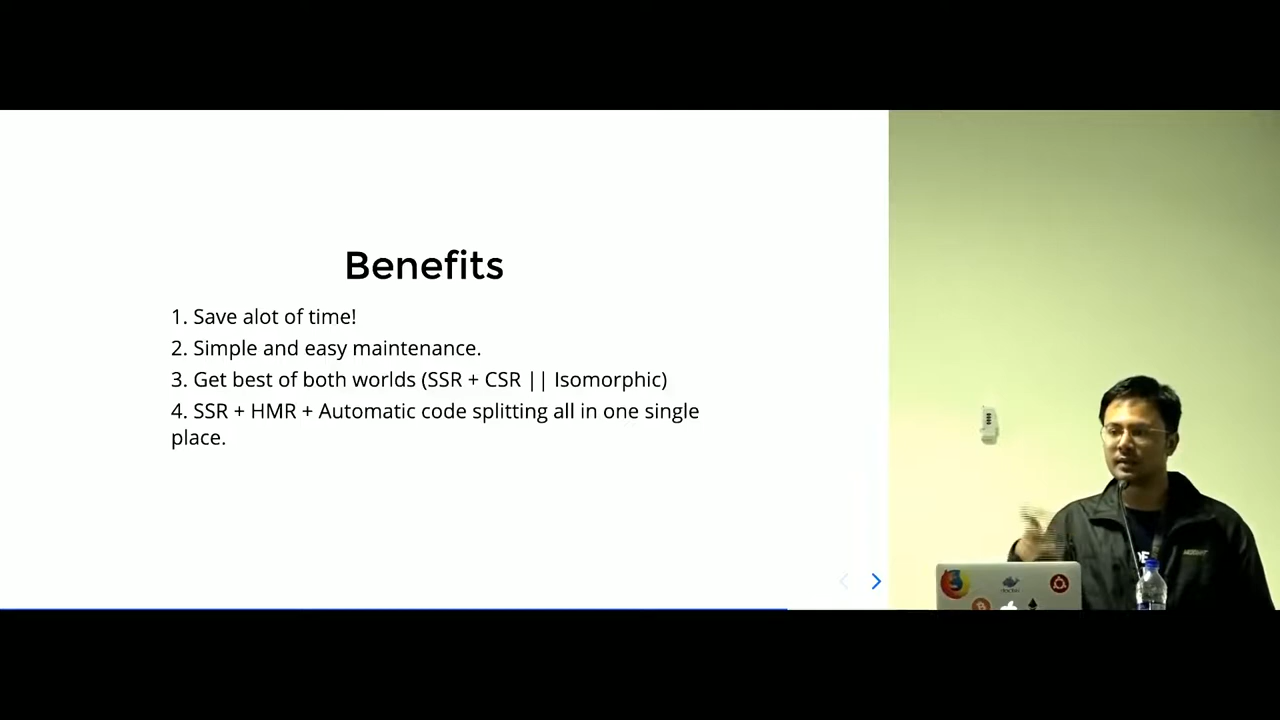 Benefits
1. Save alot of time!
2. Simple and easy maintenance.
3. Get best of both worlds (SSR + CSR || Isomorphic)
4. SSR + HMR + Automatic code splitting all in one single
place.